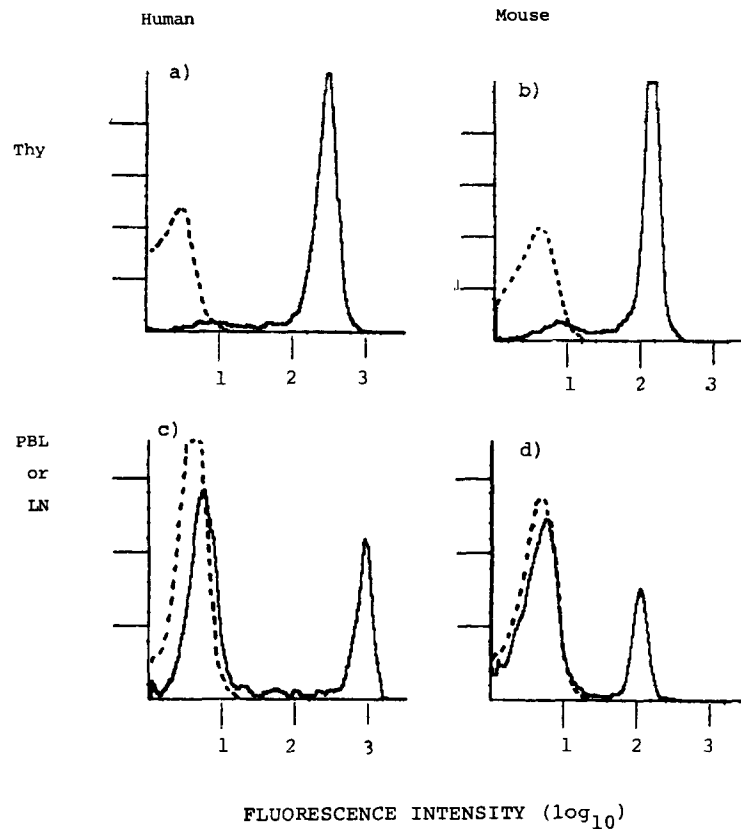 Human Mouse
a) b)
Thy
1 2 3 1 2 3
PBL
or
LN
c) d)
1 2 3 1 2 3
FLUORESCENCE INTENSITY (log10)